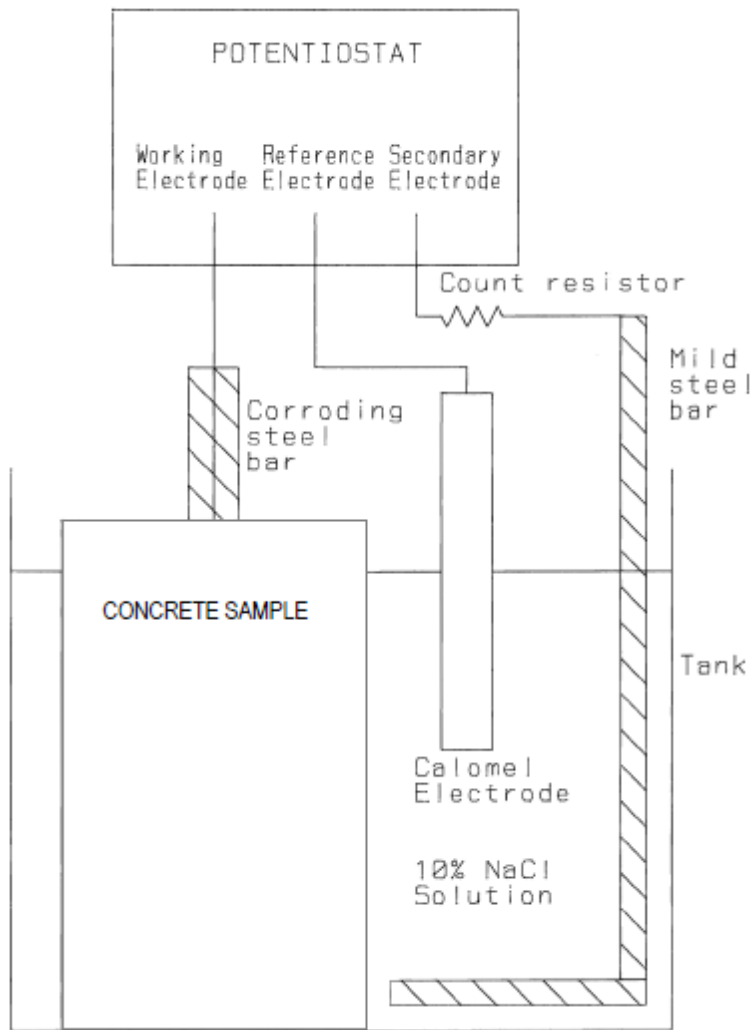 POTENTIOSTAT
Working Reference Secondary
Electrode Electrode Electrode
Count resistor
Mild
steel
bar
Corroding
steel
bar
CONCRETE SAMPLE
Tank
Calomel
Electrode
10% NaCl
Solution